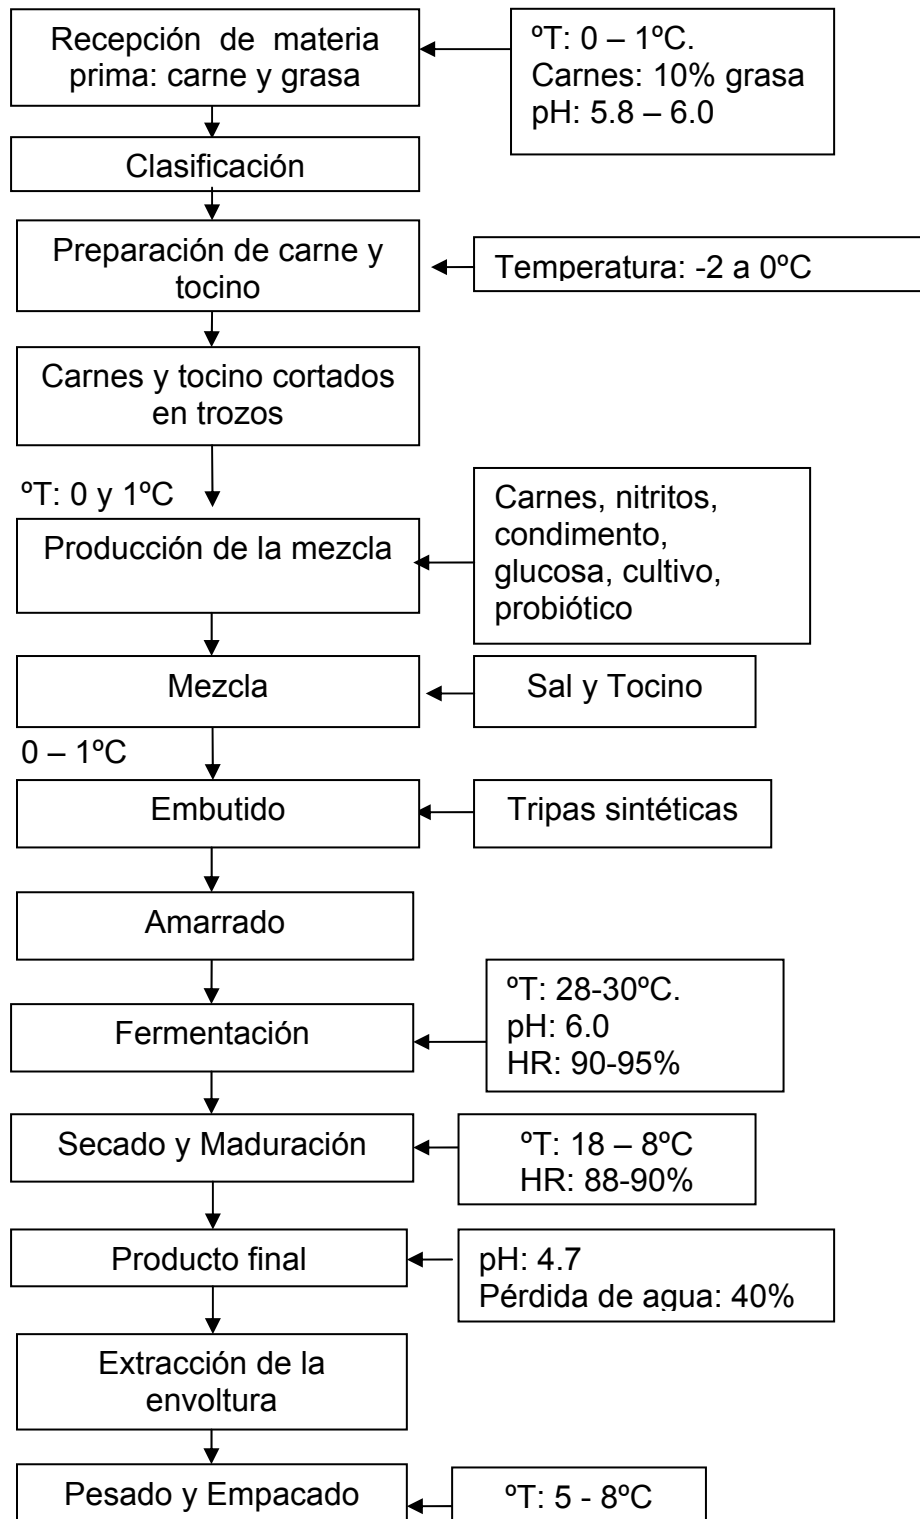 Recepción de materia
prima: carne y grasa
ºT: 0 – 1ºC.
Carnes: 10% grasa
pH: 5.8 – 6.0
Clasificación
Preparación de carne y
tocino
Temperatura: -2 a 0ºC
Carnes y tocino cortados
en trozos
ºT: 0 y 1ºC
Producción de la mezcla
Carnes, nitritos,
condimento,
glucosa, cultivo,
probiótico
Mezcla
Sal y Tocino
0 – 1ºC
Embutido
Tripas sintéticas
Amarrado
Fermentación
ºT: 28-30ºC.
pH: 6.0
HR: 90-95%
Secado y Maduración
ºT: 18 – 8ºC
HR: 88-90%
Producto final
pH: 4.7
Pérdida de agua: 40%
Extracción de la
envoltura
Pesado y Empacado
ºT: 5 - 8ºC